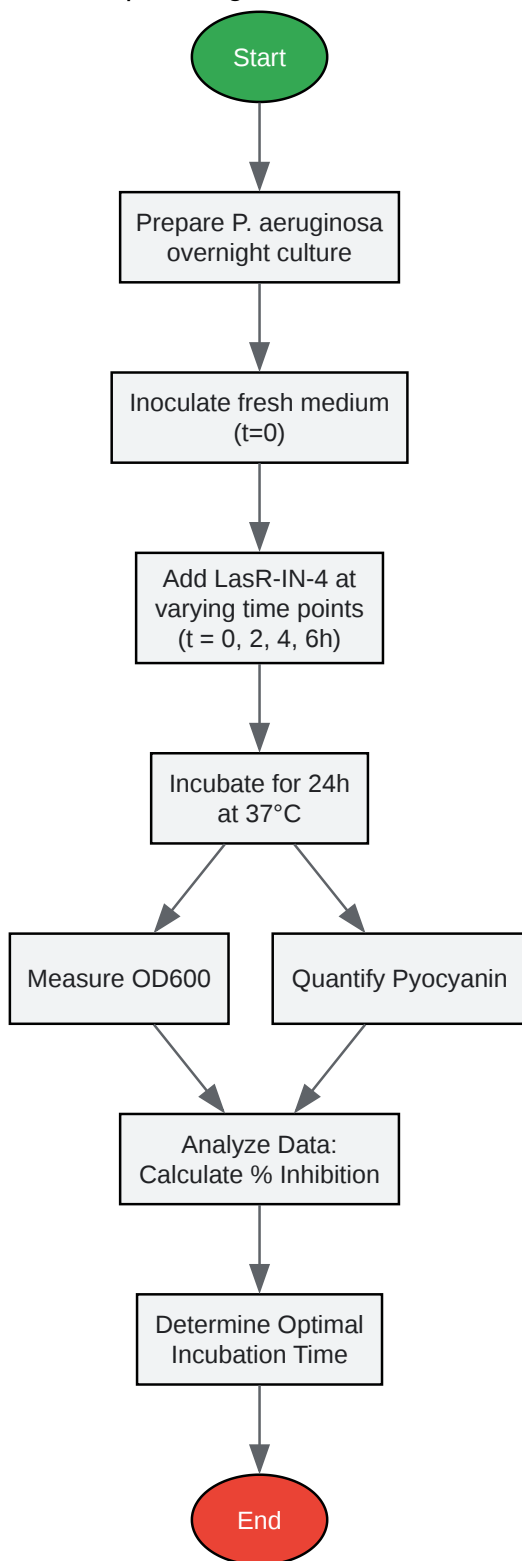 Start
Prepare P. aeruginosa
overnight culture
Inoculate fresh medium
(t=0)
Add LasR-IN-4 at
varying time points
(t = 0, 2, 4, 6h)
Incubate for 24h
at 37°C
Measure OD600
Quantify Pyocyanin
Analyze Data:
Calculate % Inhibition
Determine Optimal
Incubation Time
End